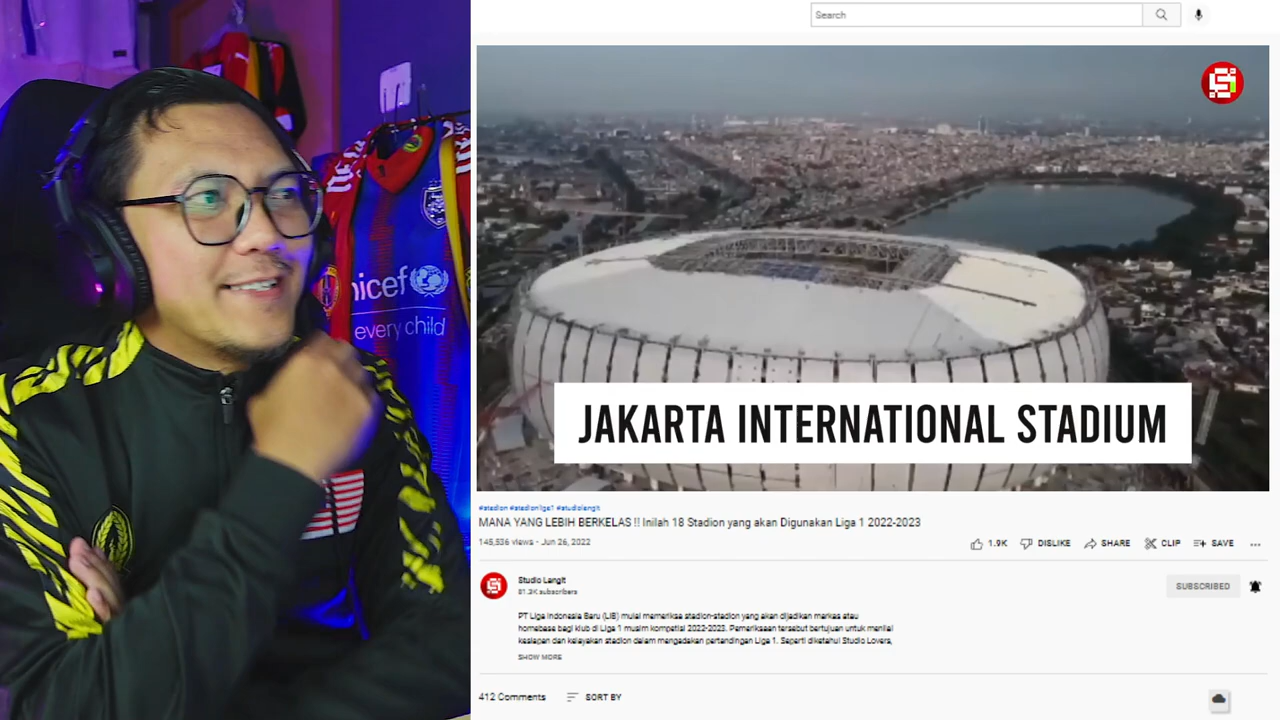 Search
JAKARTA INTERNATIONAL STADIUM
nicef
every child
#stadion #stadionliga1 #studiolangit
MANA YANG LEBIH BERKELAS !! Inilah 18 Stadion yang akan Digunakan Liga 1 2022-2023
145,536 views • Jun 26, 2022
1.9K
DISLIKE
SHARE
CLIP
SAVE
Studio Langit
81.3K subscribers
SUBSCRIBED
PT Liga Indonesia Baru (LIB) mulai memeriksa stadion-stadion yang akan dijadikan markas atau
homebase bagi klub di Liga 1 musim kompetisi 2022-2023. Pemeriksaan tersebut bertujuan untuk menilai
kesiapan dan kelayakan stadion dalam mengadakan pertandingan Liga 1. Seperti diketahui Studio Lovers,
SHOW MORE
412 Comments
SORT BY